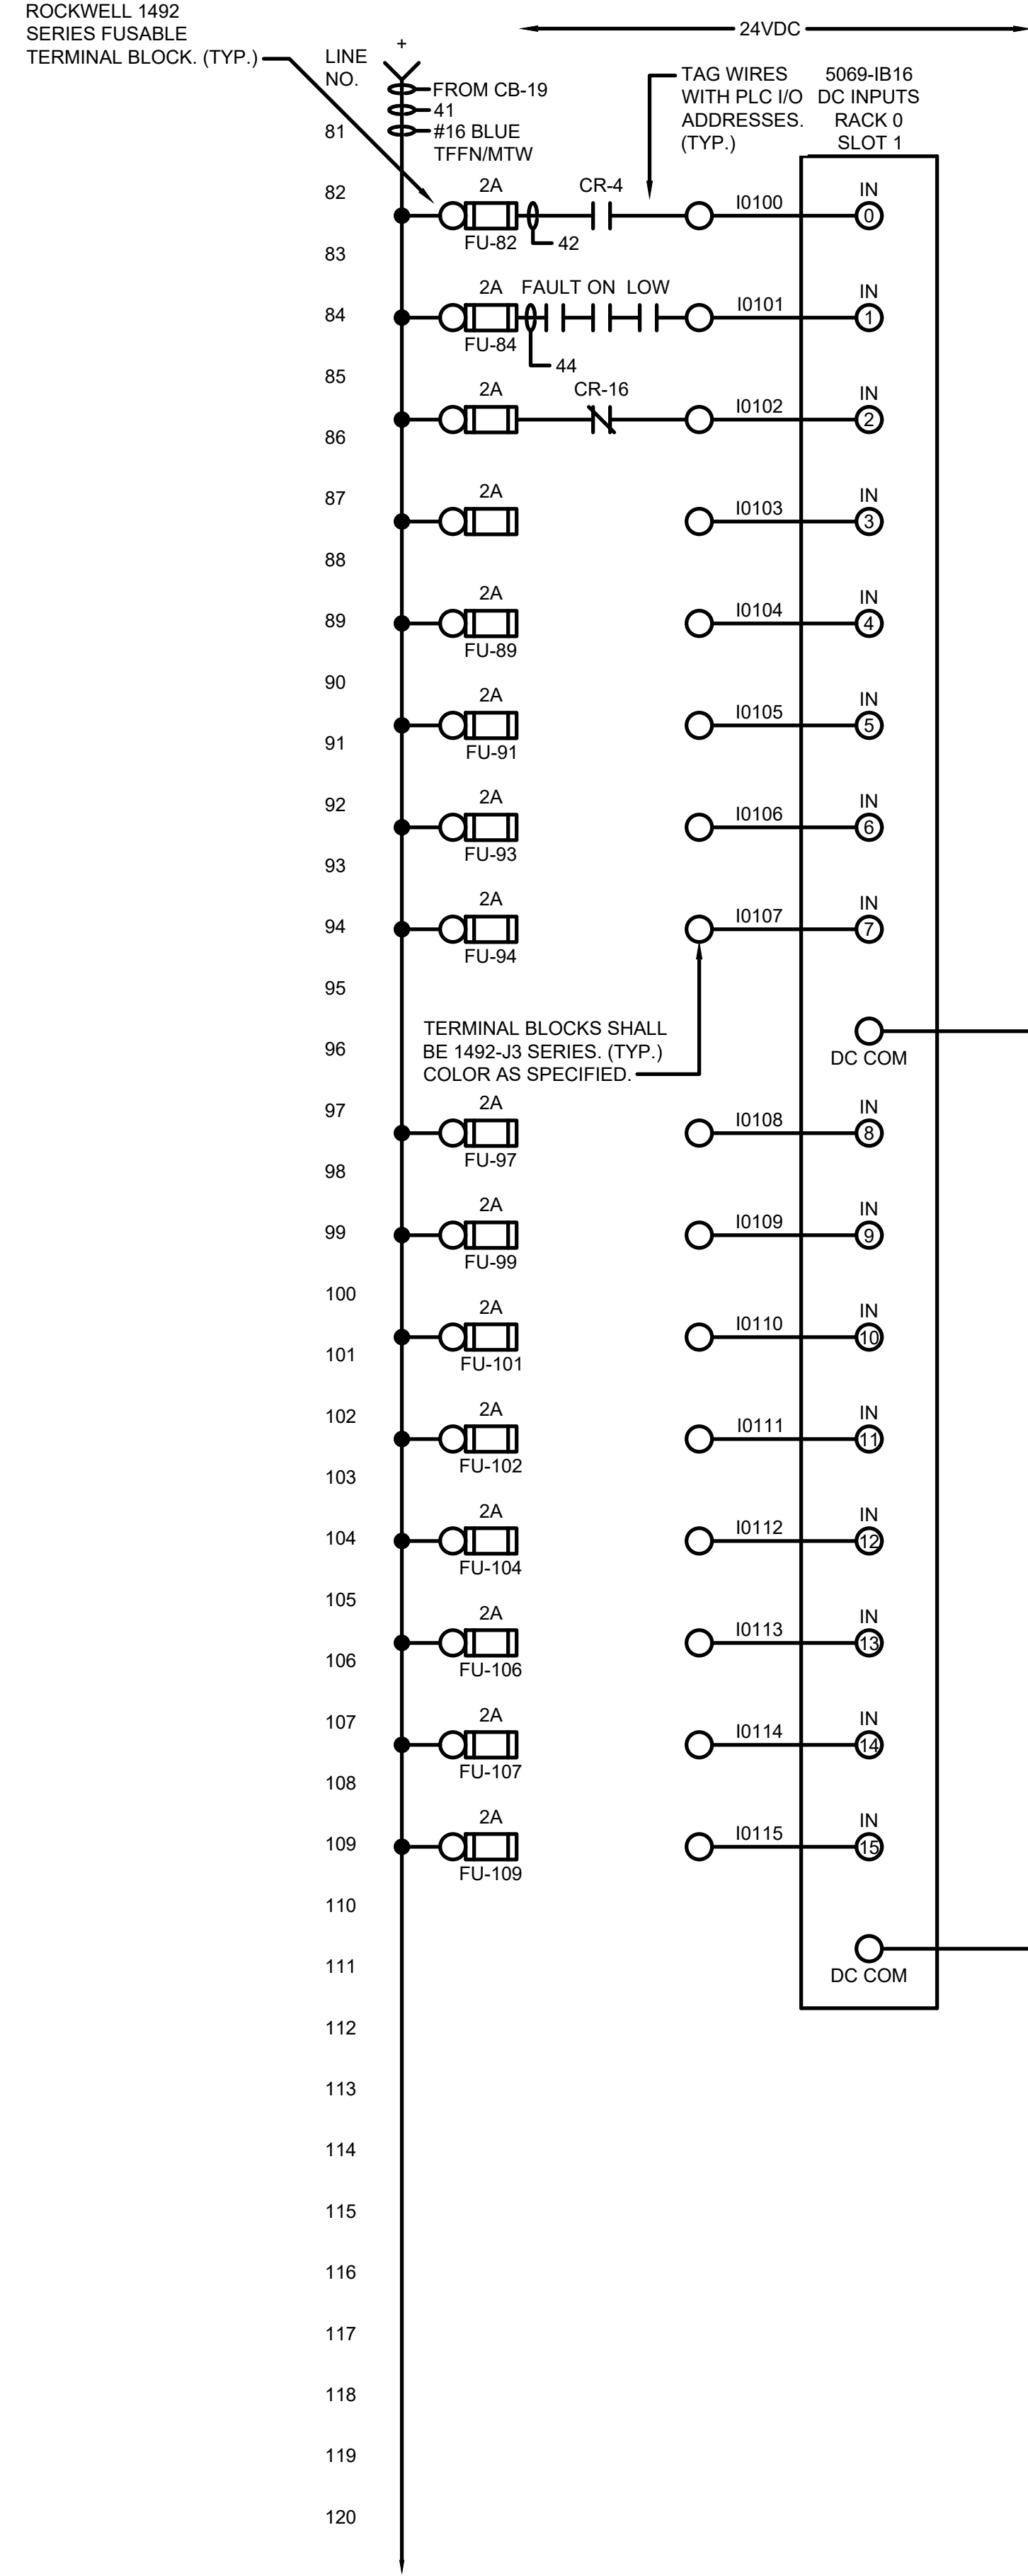 ROCKWELL 1492
SERIES FUSABLE
TERMINAL BLOCK. (TYP.)
LINE
NO.
+
24VDC
FROM CB-19
41
#16 BLUE
TFFN/MTW
TAG WIRES
WITH PLC I/O
ADDRESSES.
(TYP.)
5069-IB16
DC INPUTS
RACK 0
SLOT 1
81
82
2A
CR-4
I0100
IN
0
FU-82
42
83
84
2A FAULT ON LOW
I0101
IN
1
FU-84
44
85
2A
CR-16
I0102
IN
2
86
87
2A
I0103
IN
3
88
89
2A
I0104
IN
4
FU-89
90
2A
I0105
IN
5
FU-91
91
92
2A
I0106
IN
6
FU-93
93
94
2A
I0107
IN
7
FU-94
95
96
TERMINAL BLOCKS SHALL
BE 1492-J3 SERIES. (TYP.)
COLOR AS SPECIFIED.
DC COM
97
2A
I0108
IN
8
FU-97
98
99
2A
I0109
IN
9
FU-99
100
2A
I0110
IN
10
FU-101
101
102
2A
I0111
IN
11
FU-102
103
104
2A
I0112
IN
12
FU-104
105
2A
I0113
IN
13
FU-106
106
107
2A
I0114
IN
14
FU-107
108
109
2A
I0115
IN
15
FU-109
110
111
DC COM
112
113
114
115
116
117
118
119
120